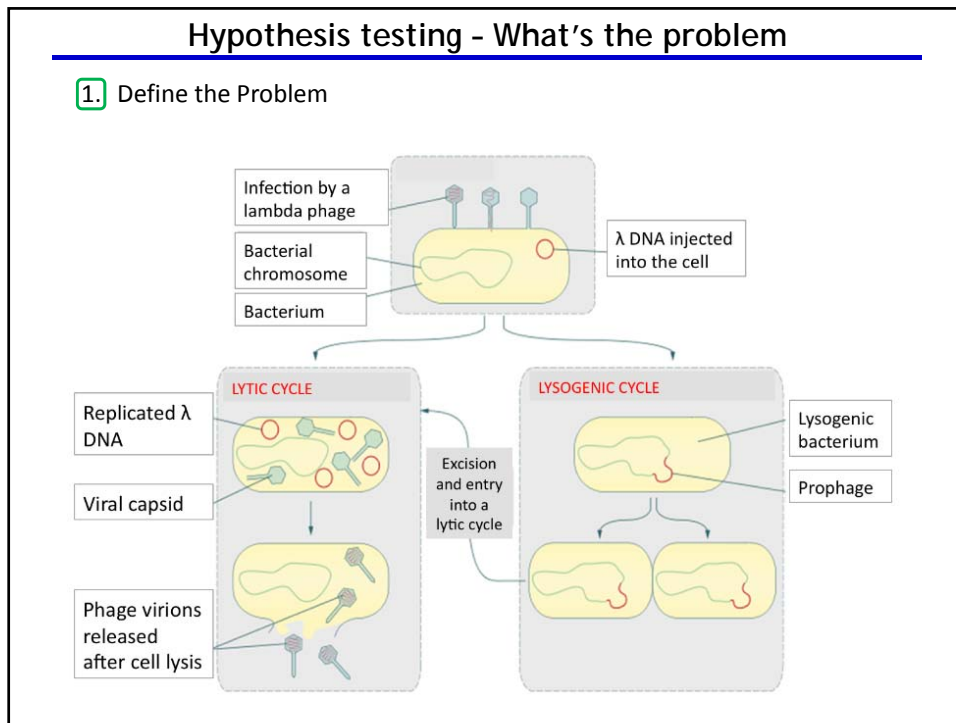 Hypothesis testing – What's the problem
1. Define the Problem
Infection by a
lambda phage
Bacterial
chromosome
Bacterium
λ DNA injected
into the cell
LYTIC CYCLE
Replicated λ
DNA
Viral capsid
Phage virions
released
after cell lysis
Excision
and entry
into a
lytic cycle
LYSOGENIC CYCLE
Lysogenic
bacterium
Prophage